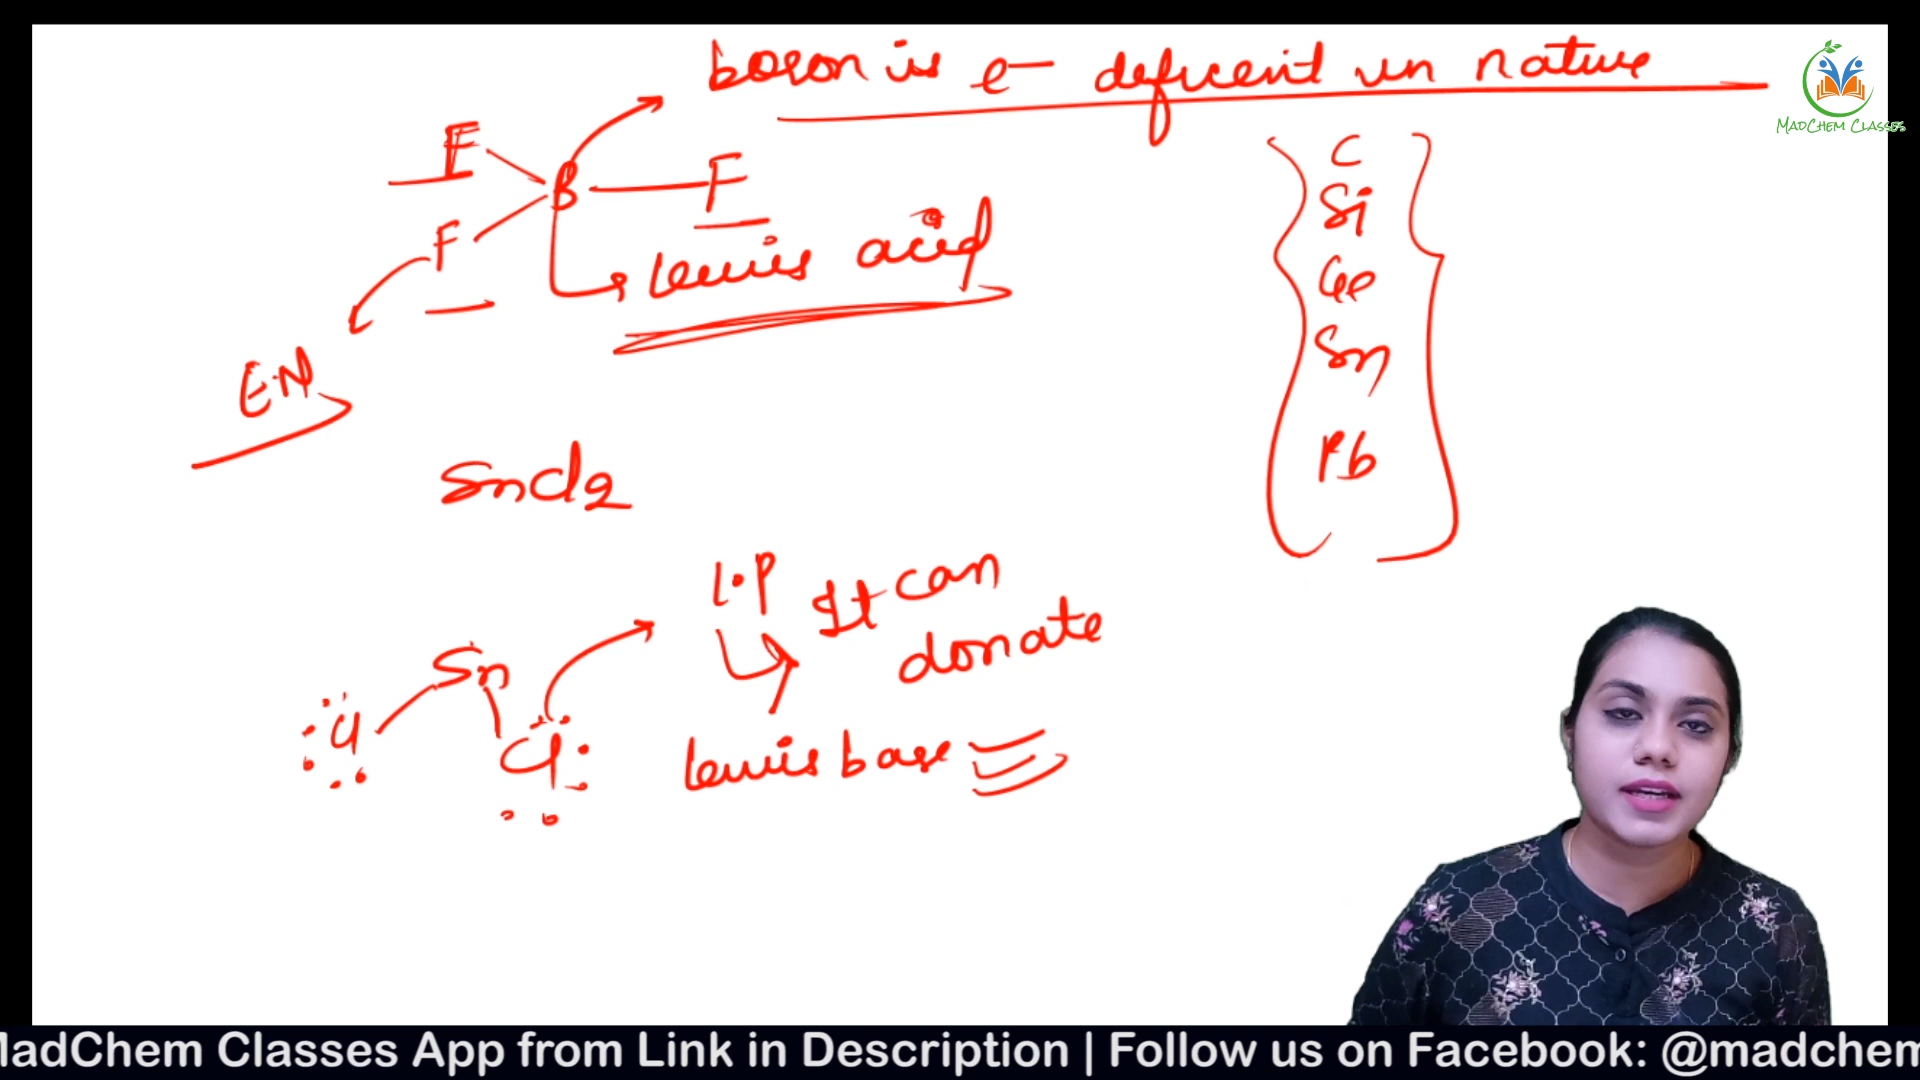 boron is e- deficient in nature
MADCHEM CLASSES
F
B
F
F
lewis acid
EN
C
Si
Ge
Sn
Pb
SnCl2
l.p It can
donate
Sn
Cl
Cl
lewis base
MadChem Classes App from Link in Description | Follow us on Facebook: @madchem